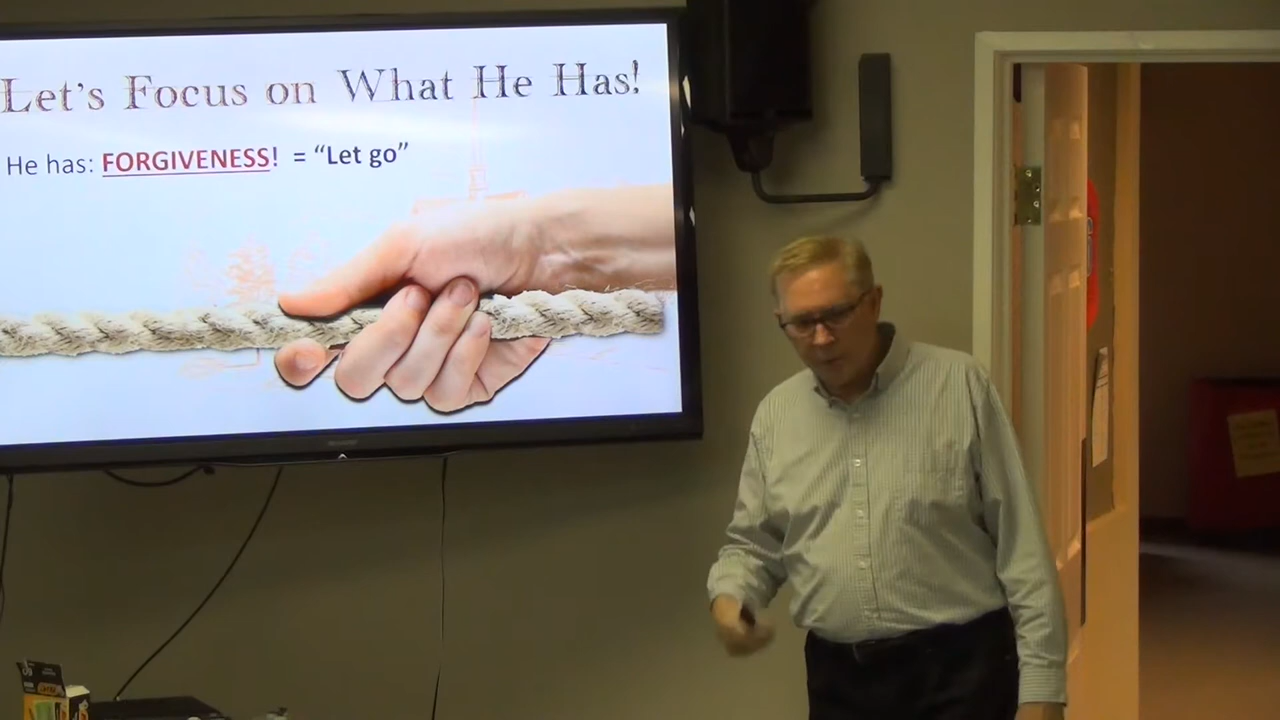 Let's Focus on What He Has!
He has: FORGIVENESS! = “Let go”